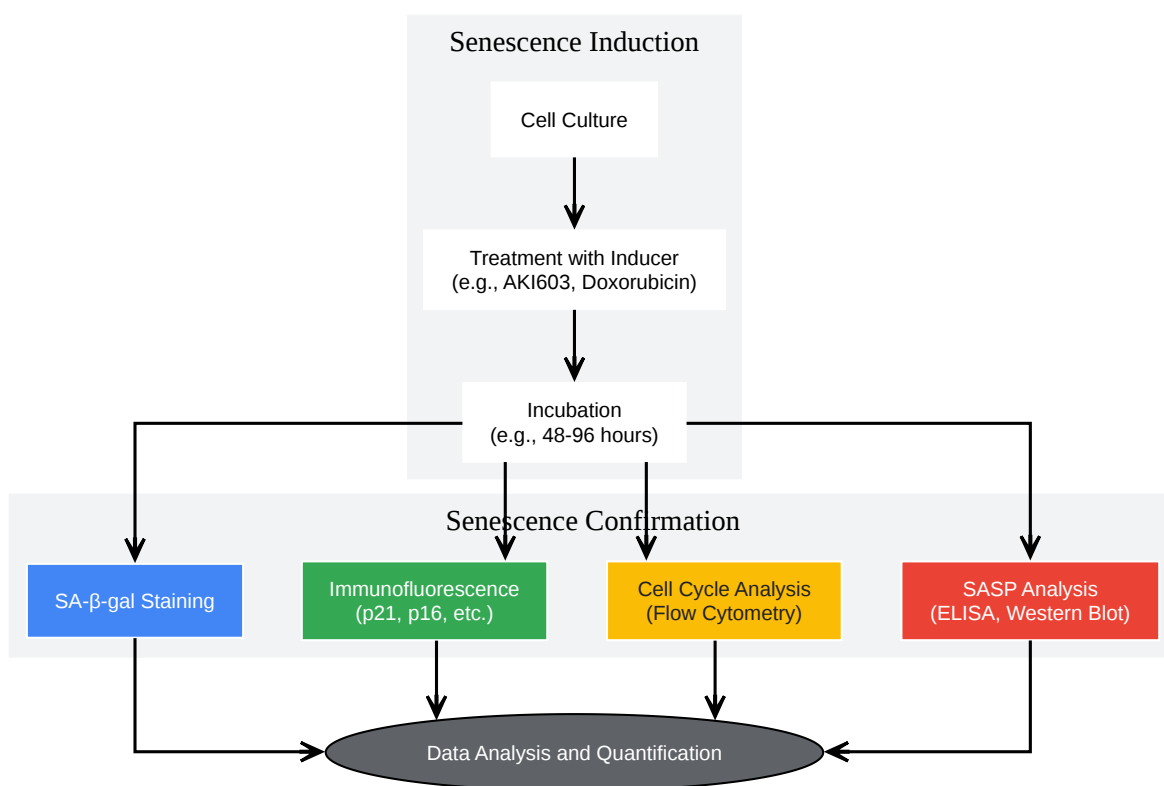 Senescence Induction
Cell Culture
Treatment with Inducer
(e.g., AKI603, Doxorubicin)
Incubation
(e.g., 48-96 hours)
Senescence Confirmation
SA-β-gal Staining
Immunofluorescence
(p21, p16, etc.)
Cell Cycle Analysis
(Flow Cytometry)
SASP Analysis
(ELISA, Western Blot)
Data Analysis and Quantification